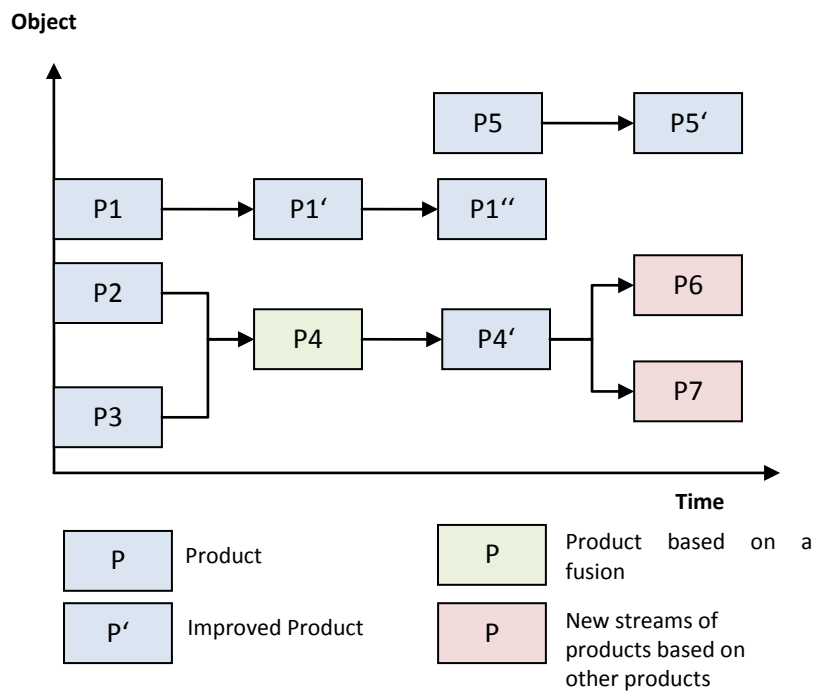 Object
P5
P5‘
P1
P1‘
P1‘‘
P2
P6
P4
P4‘
P3
P7
Time
P
Product
P
Product based on a
fusion
P‘
Improved Product
P
New streams of
products based on
other products